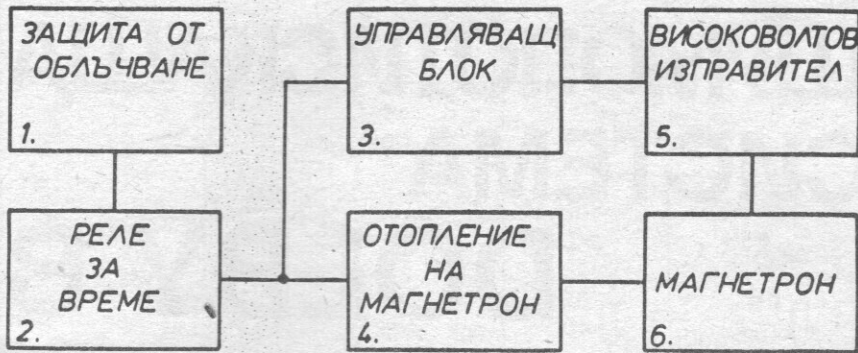 ЗАЩИТА ОТ
ОБЛЪЧВАНЕ
1.
РЕЛЕ
ЗА
ВРЕМЕ
2.
УПРАВЛЯВАЩ
БЛОК
3.
ОТОПЛЕНИЕ
НА
МАГНЕТРОН
4.
ВИСОКОВОЛТОВ
ИЗПРАВИТЕЛ
5.
МАГНЕТРОН
6.